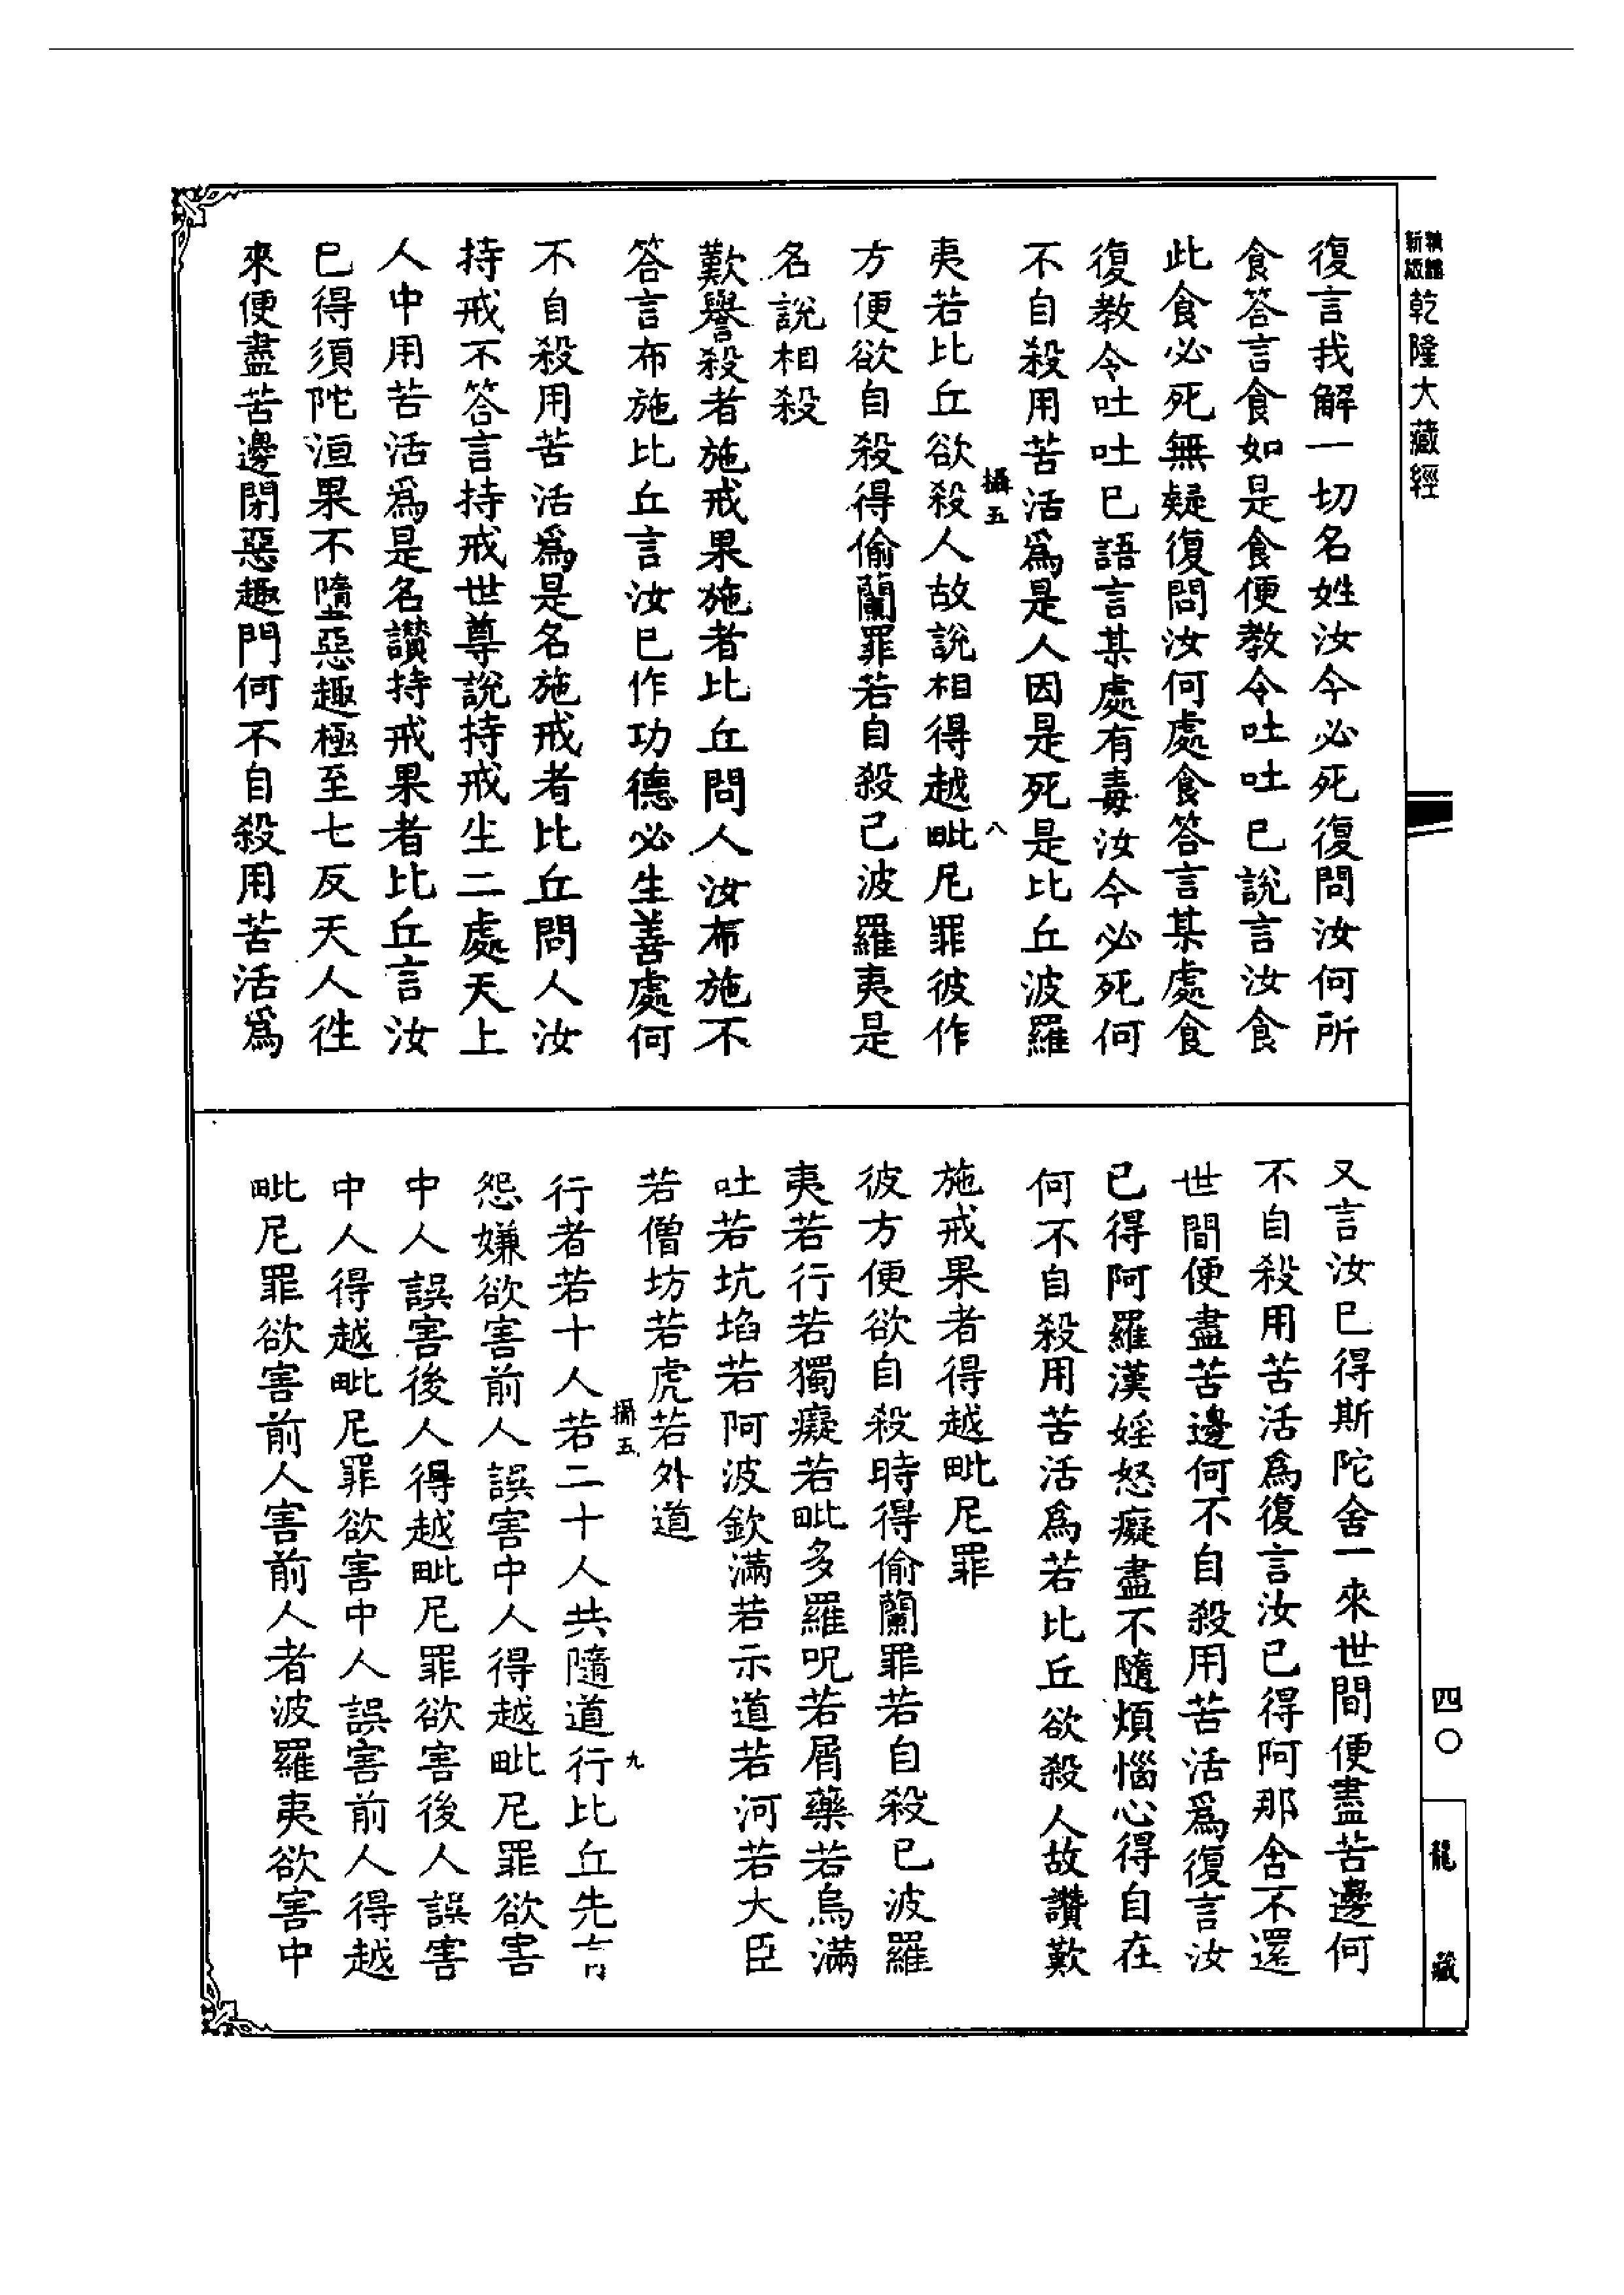 新編縮版乾隆大藏經
復言我解一切名姓汝今必死復問汝何所
食答言食如是食便教令吐吐已說言汝食
此食必死無疑復問汝何處食答言某處食
復教令吐吐已語言某處有毒汝今必死何
不自殺用苦活為是人因是死是比丘波羅
攝五
八
夷若比丘欲殺人故說相得越毗尼罪彼作
方便欲自殺得偷蘭罪若自殺已波羅夷是
名說相殺
歎譽殺者施戒果施者比丘問人汝布施不
答言布施比丘言汝已作功德必生善處何
不自殺用苦活為是名施戒者比丘問人汝
持戒不答言持戒世尊說持戒生二處天上
人中用苦活為是名讃持戒果者比丘言汝
已得須陀洹果不墮惡趣極至七反天人往
來便盡苦邊閉惡趣門何不自殺用苦活為
又言汝已得斯陀含一來世間便盡苦邊何
不自殺用苦活為復言汝已得阿那含不還
世間便盡苦邊何不自殺用苦活為復言汝
已得阿羅漢婬怒癡盡不隨煩惱心得自在
何不自殺用苦活為若比丘欲殺人故讚歎
施戒果者得越毗尼罪
彼方便欲自殺時得偷蘭罪若自殺已波羅
夷若行若獨癡若毗多羅呪若屑藥若烏滿
吐若坑埳若阿波欽滿若示道若河若大臣
若僧坊若虎若外道
攝五
九
行者若十人若二十人共隨道行比丘先有
怨嫌欲害前人誤害中人得越毗尼罪欲害
中人誤害後人得越毗尼罪欲害後人誤害
中人得越毗尼罪欲害中人誤害前人得越
毗尼罪欲害前人害前人者波羅夷欲害中
四〇
龍藏